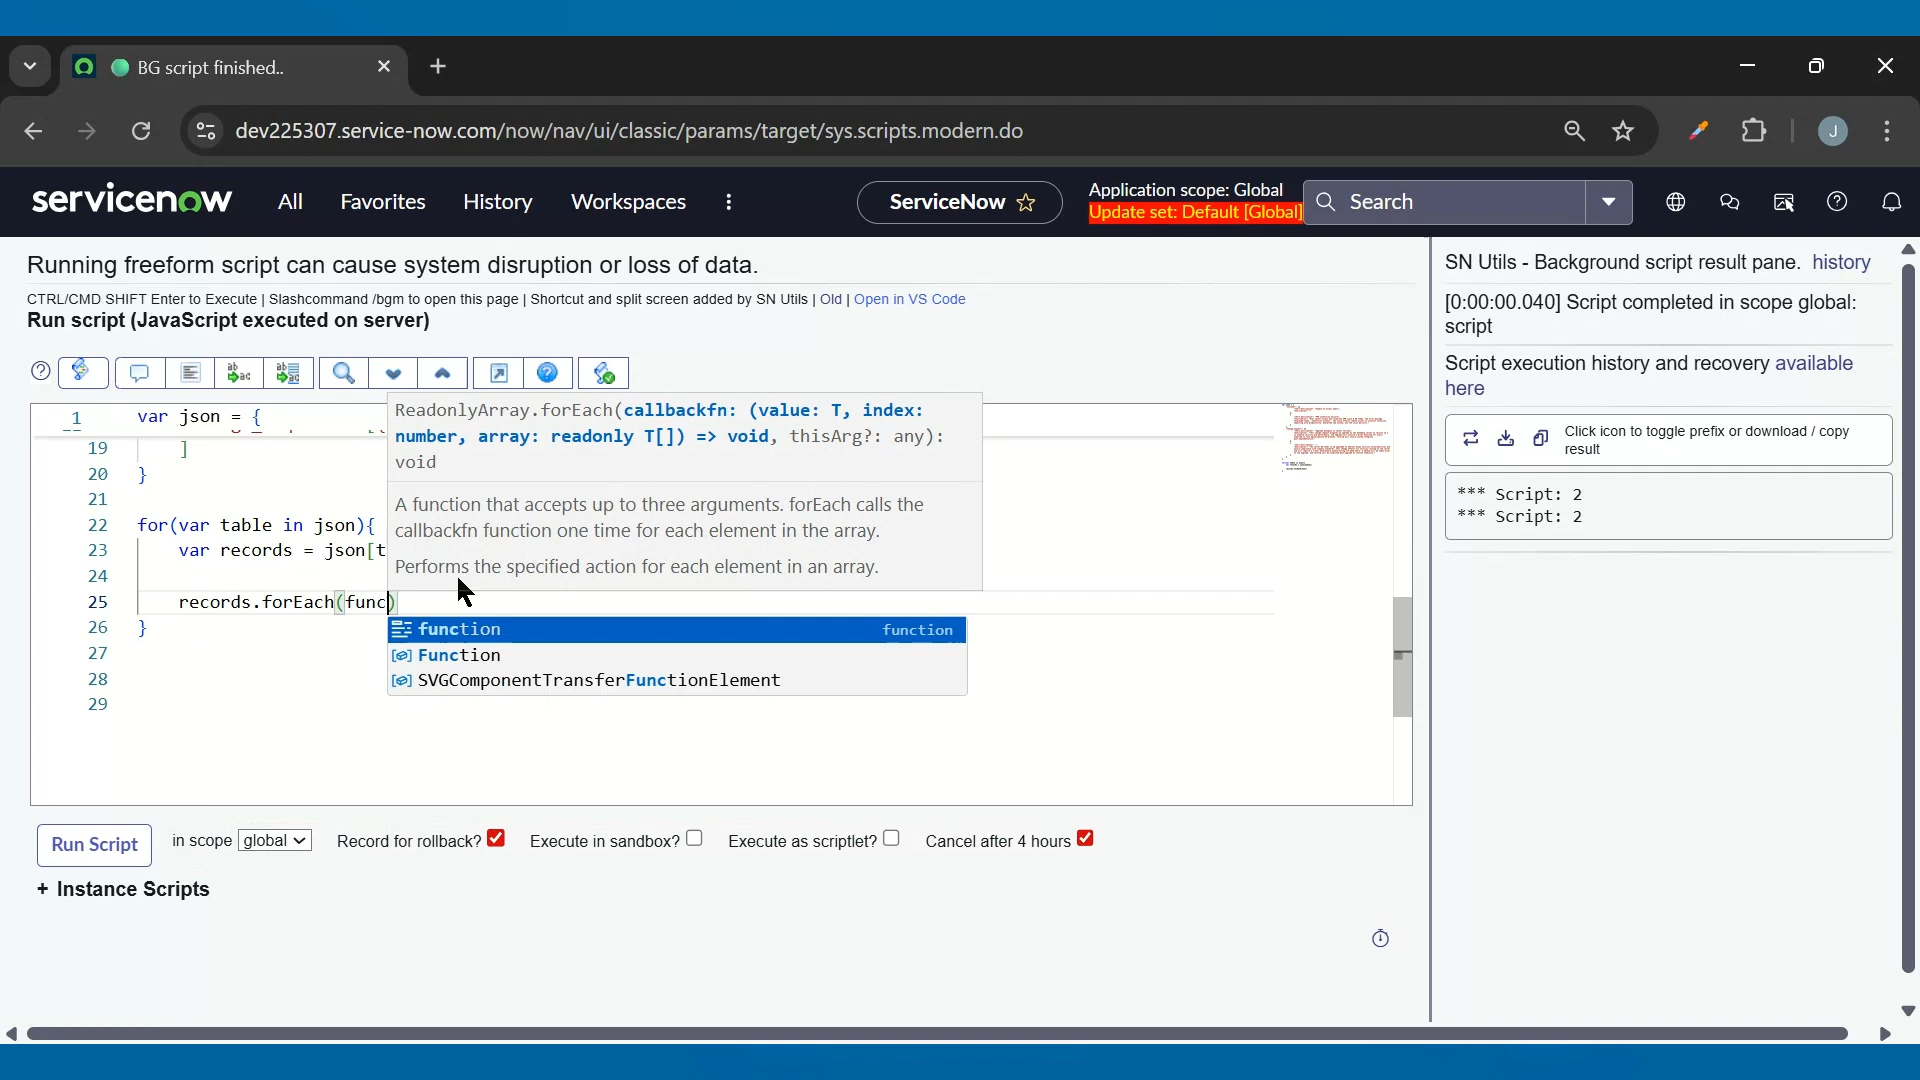 BG script finished..
dev225307.service-now.com/now/nav/ui/classic/params/target/sys.scripts.modern.do
J
servicenow
All
Favorites
History
Workspaces
ServiceNow
Application scope: Global
Update set: Default [Global]
Search
Running freeform script can cause system disruption or loss of data.
CTRL/CMD SHIFT Enter to Execute | Slashcommand /bgm to open this page | Shortcut and split screen added by SN Utils | Old | Open in VS Code
Run script (JavaScript executed on server)
1 var json = {
19 ]
20 }
21
22 for(var table in json){
23 var records = json[t
24
25 records.forEach(func)
26 }
27
28
29
ReadonlyArray.forEach(callbackfn: (value: T, index:
number, array: readonly T[]) => void, thisArg?: any):
void
A function that accepts up to three arguments. forEach calls the
callbackfn function one time for each element in the array.
Performs the specified action for each element in an array.
function function
Function
SVGComponentTransferFunctionElement
Run Script
in scope global
Record for rollback?
Execute in sandbox?
Execute as scriptlet?
Cancel after 4 hours
+ Instance Scripts
SN Utils - Background script result pane. history
[0:00:00.040] Script completed in scope global:
script
Script execution history and recovery available
here
Click icon to toggle prefix or download / copy
result
*** Script: 2
*** Script: 2